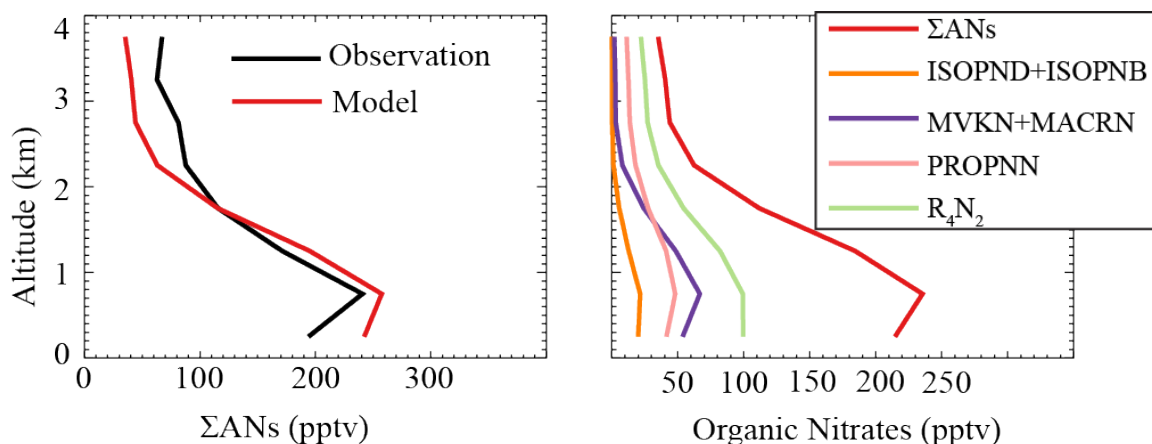 4
3
2
1
0
Altitude (km)
Observation
Model
0 100 200 300
ΣANs (pptv)
ΣANs
ISOPND+ISOPNB
MVKN+MACRN
PROPNN
R₄N₂
50 100 150 200 250
Organic Nitrates (pptv)